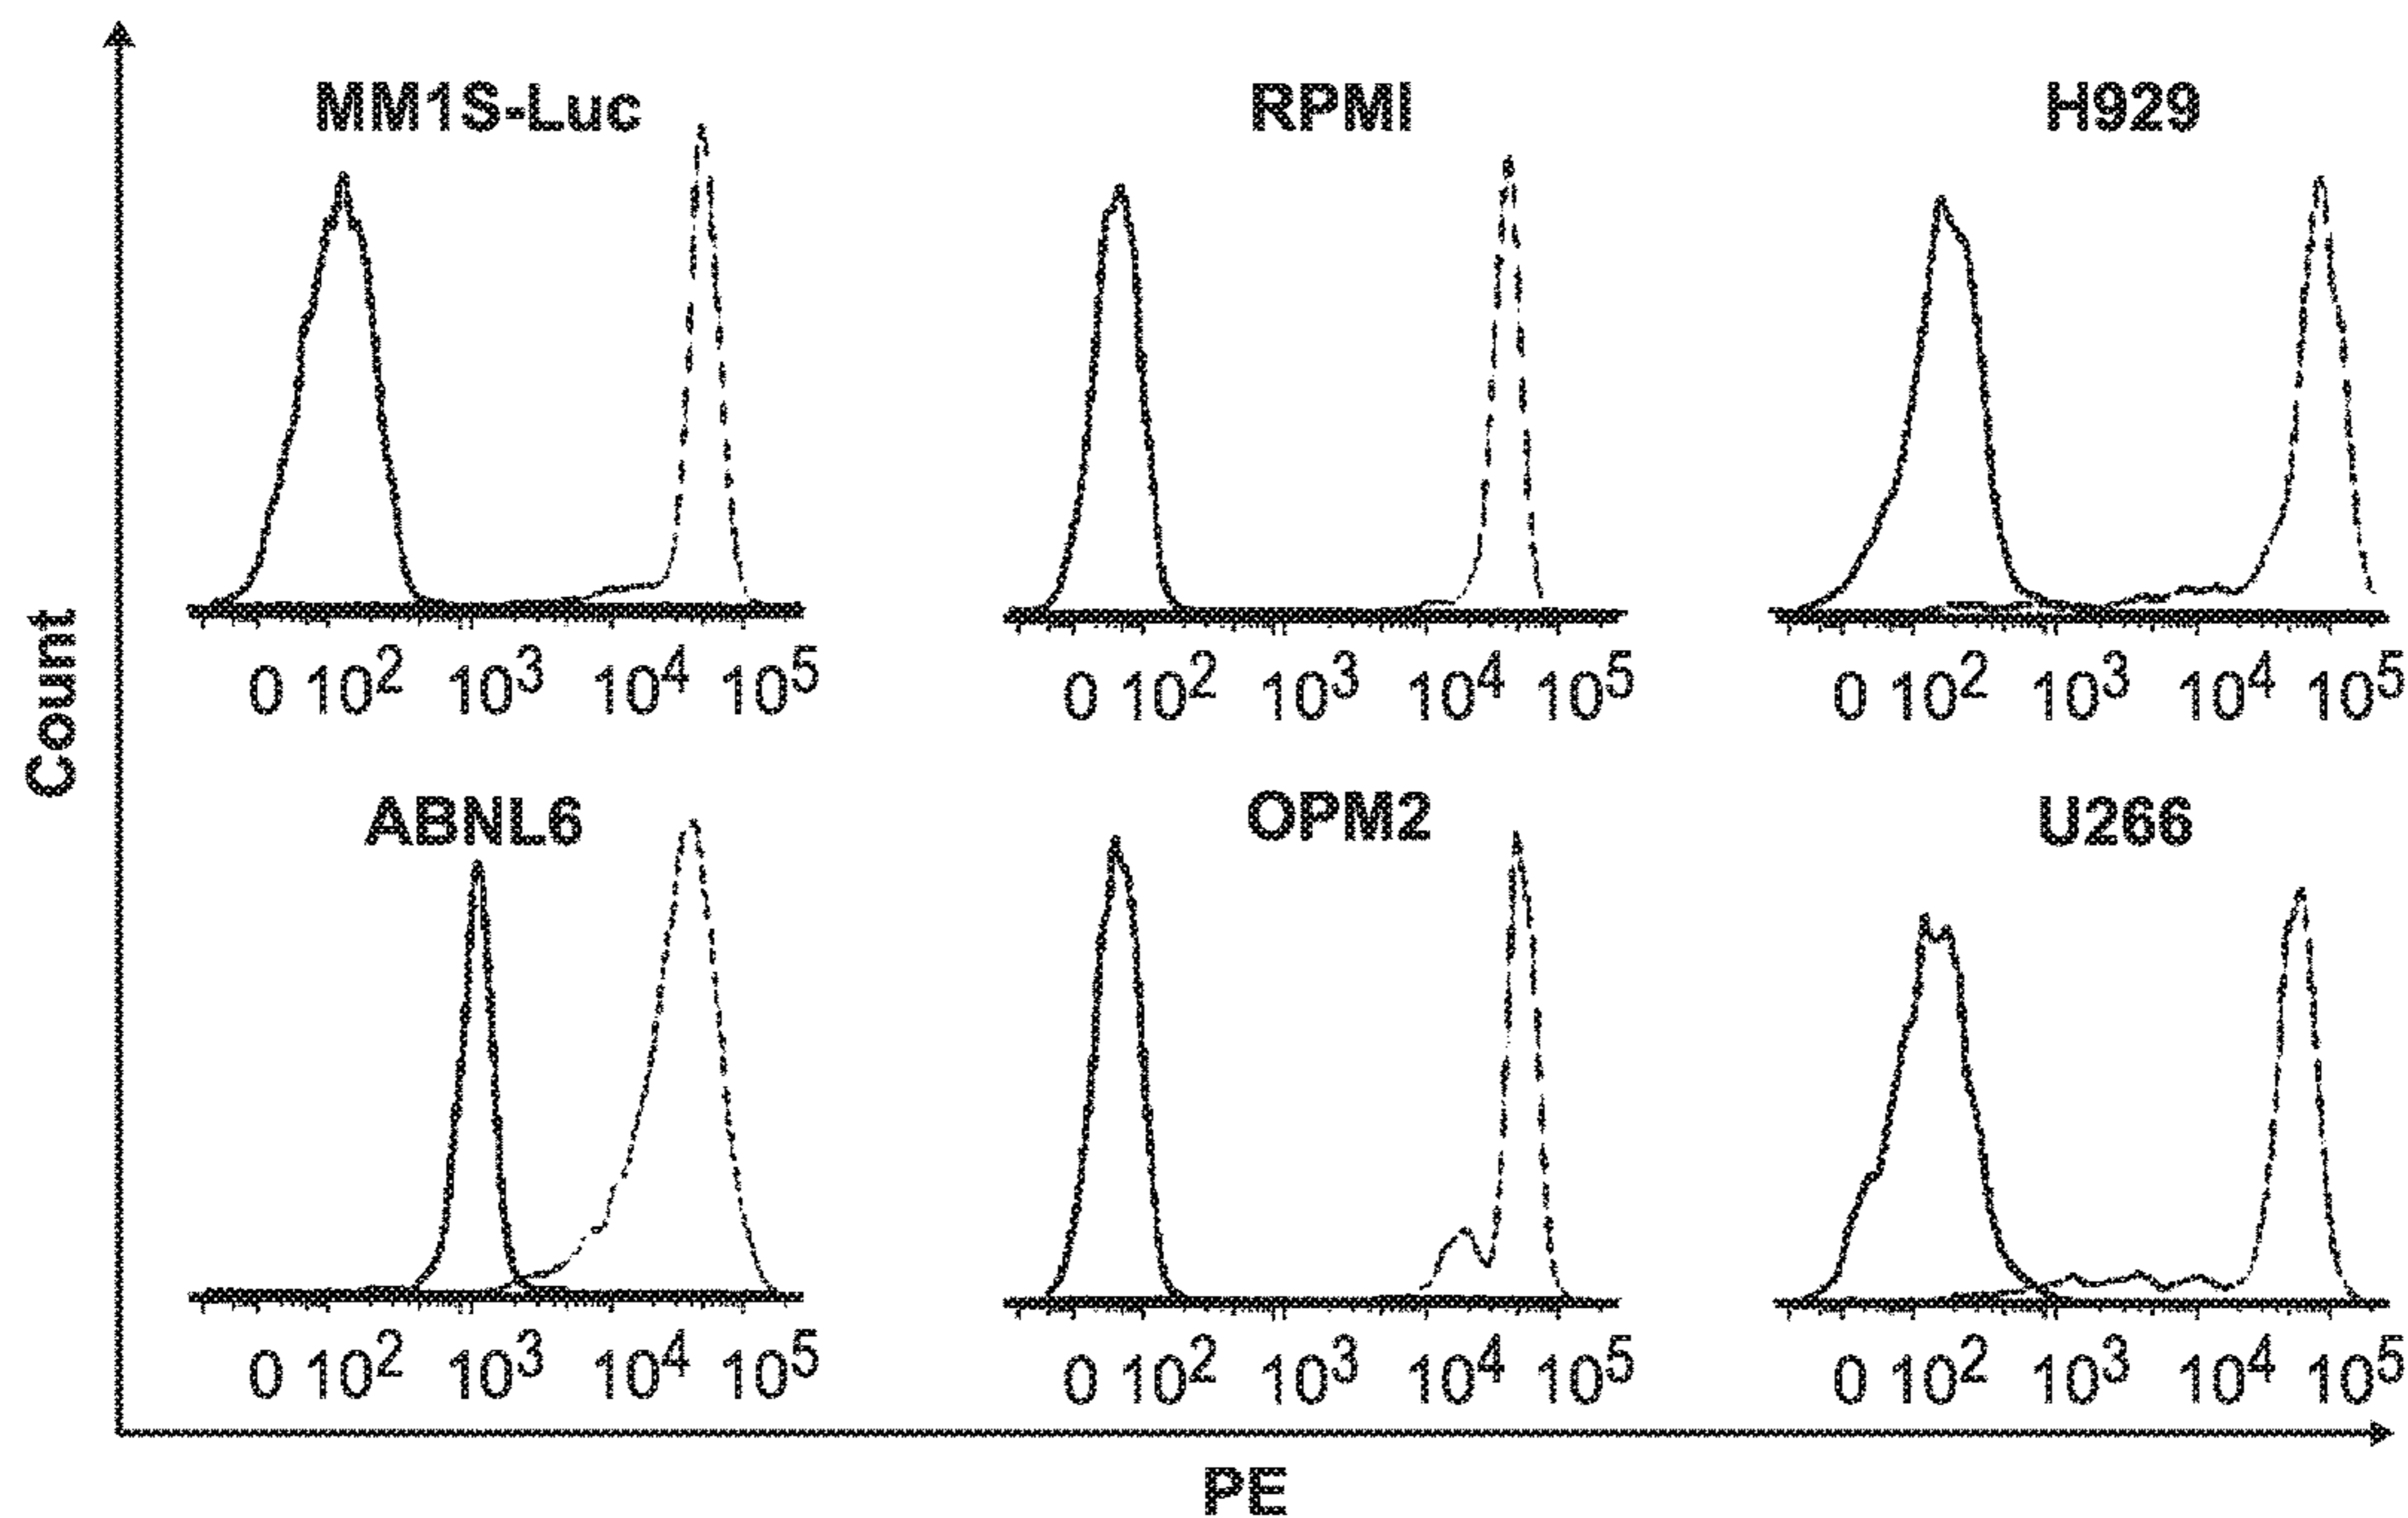 MM1S-Luc RPMI H929
0 10² 10³ 10⁴ 10⁵ 0 10² 10³ 10⁴ 10⁵ 0 10² 10³ 10⁴ 10⁵
Count
ABNL6 OPM2 U266
0 10² 10³ 10⁴ 10⁵ 0 10² 10³ 10⁴ 10⁵ 0 10² 10³ 10⁴ 10⁵
PE